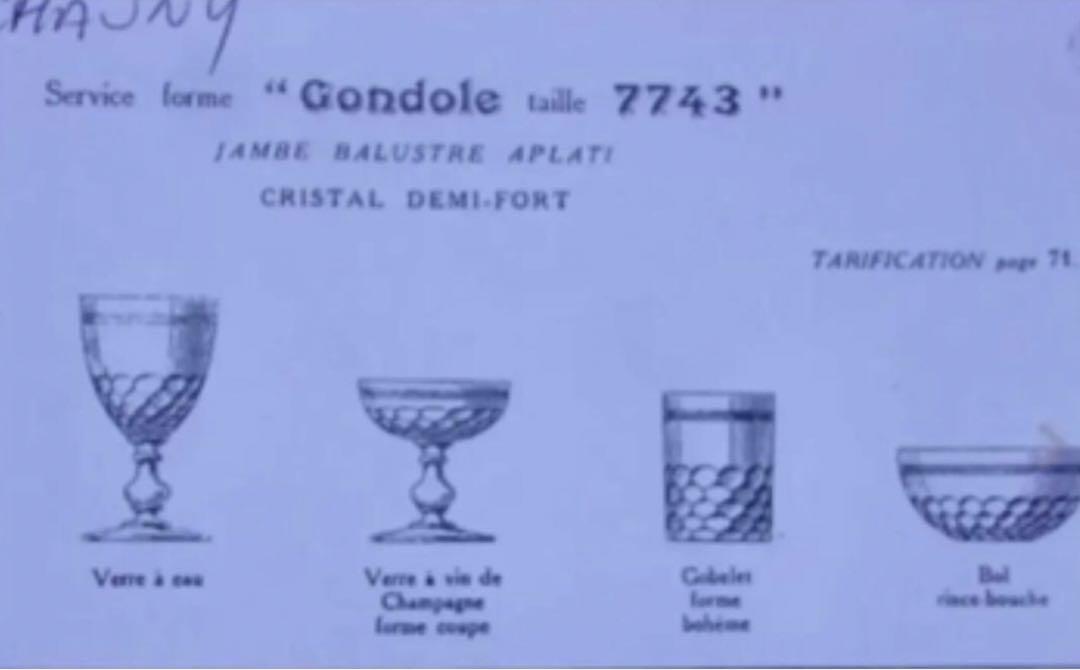 CHAUNY
Service forme "Gondole taille 7743"
JAMBE BALUSTRE APLATI
CRISTAL DEMI-FORT
TARIFICATION page 71.
Verre à eau
Verre à vin de
Champagne
forme coupe
Gobelet
forme
bohème
Bol
rince-bouche